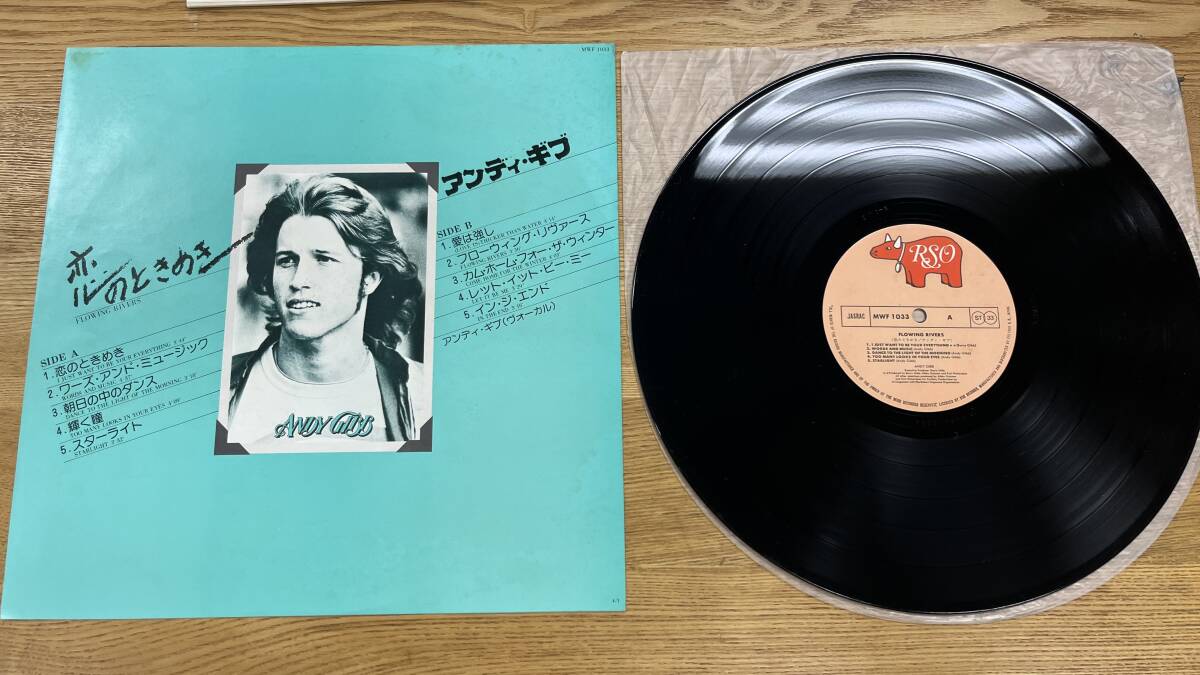 MWF 1033
アンディ・ギブ
恋のときめき
FLOWING RIVERS
SIDE A
1. 恋のときめき
I JUST WANT TO BE YOUR EVERYTHING
2. ワーズ・アンド・ミュージック
WORDS AND MUSIC
3. 朝日の中のダンス
DANCE TO THE LIGHT OF THE MORNING
4. 輝く瞳
TOO MANY LOOKS IN YOUR EYES
5. スターライト
STARLIGHT
ANDY GIBB
SIDE B
1. 愛は強し
(LOVE IS) THICKER THAN WATER
2. フローウィング・リヴァース
FLOWING RIVERS
3. カム・ホーム・フォー・ザ・ウィンター
COME HOME FOR THE WINTER
4. レット・イット・ビー・ミー
LET IT BE ME
5. イン・ジ・エンド
IN THE END
アンディ・ギブ(ヴォーカル)
RSO
JASRAC
MWF 1033
A
ST 33
FLOWING RIVERS
1. I JUST WANT TO BE YOUR EVERYTHING
2. WORDS AND MUSIC (Andy Gibb)
3. DANCE TO THE LIGHT OF THE MORNING (Andy Gibb)
4. TOO MANY LOOKS IN YOUR EYES (Andy Gibb)
5. STARLIGHT (Andy Gibb)
ANDY GIBB